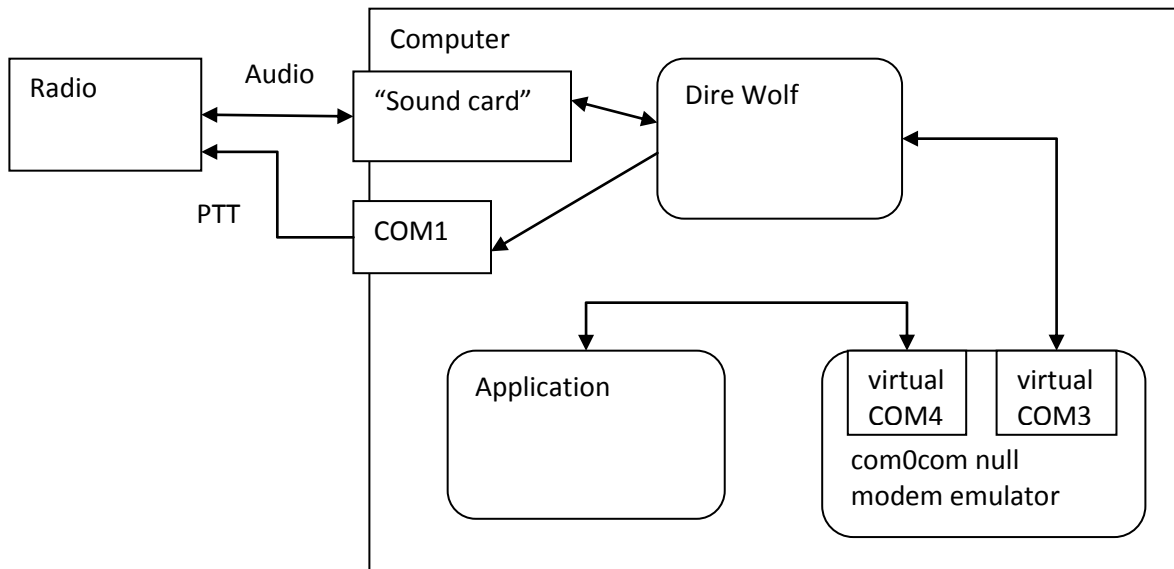 Computer
Radio
Audio
“Sound card”
Dire Wolf
PTT
COM1
Application
virtual
COM4
virtual
COM3
com0com null
modem emulator